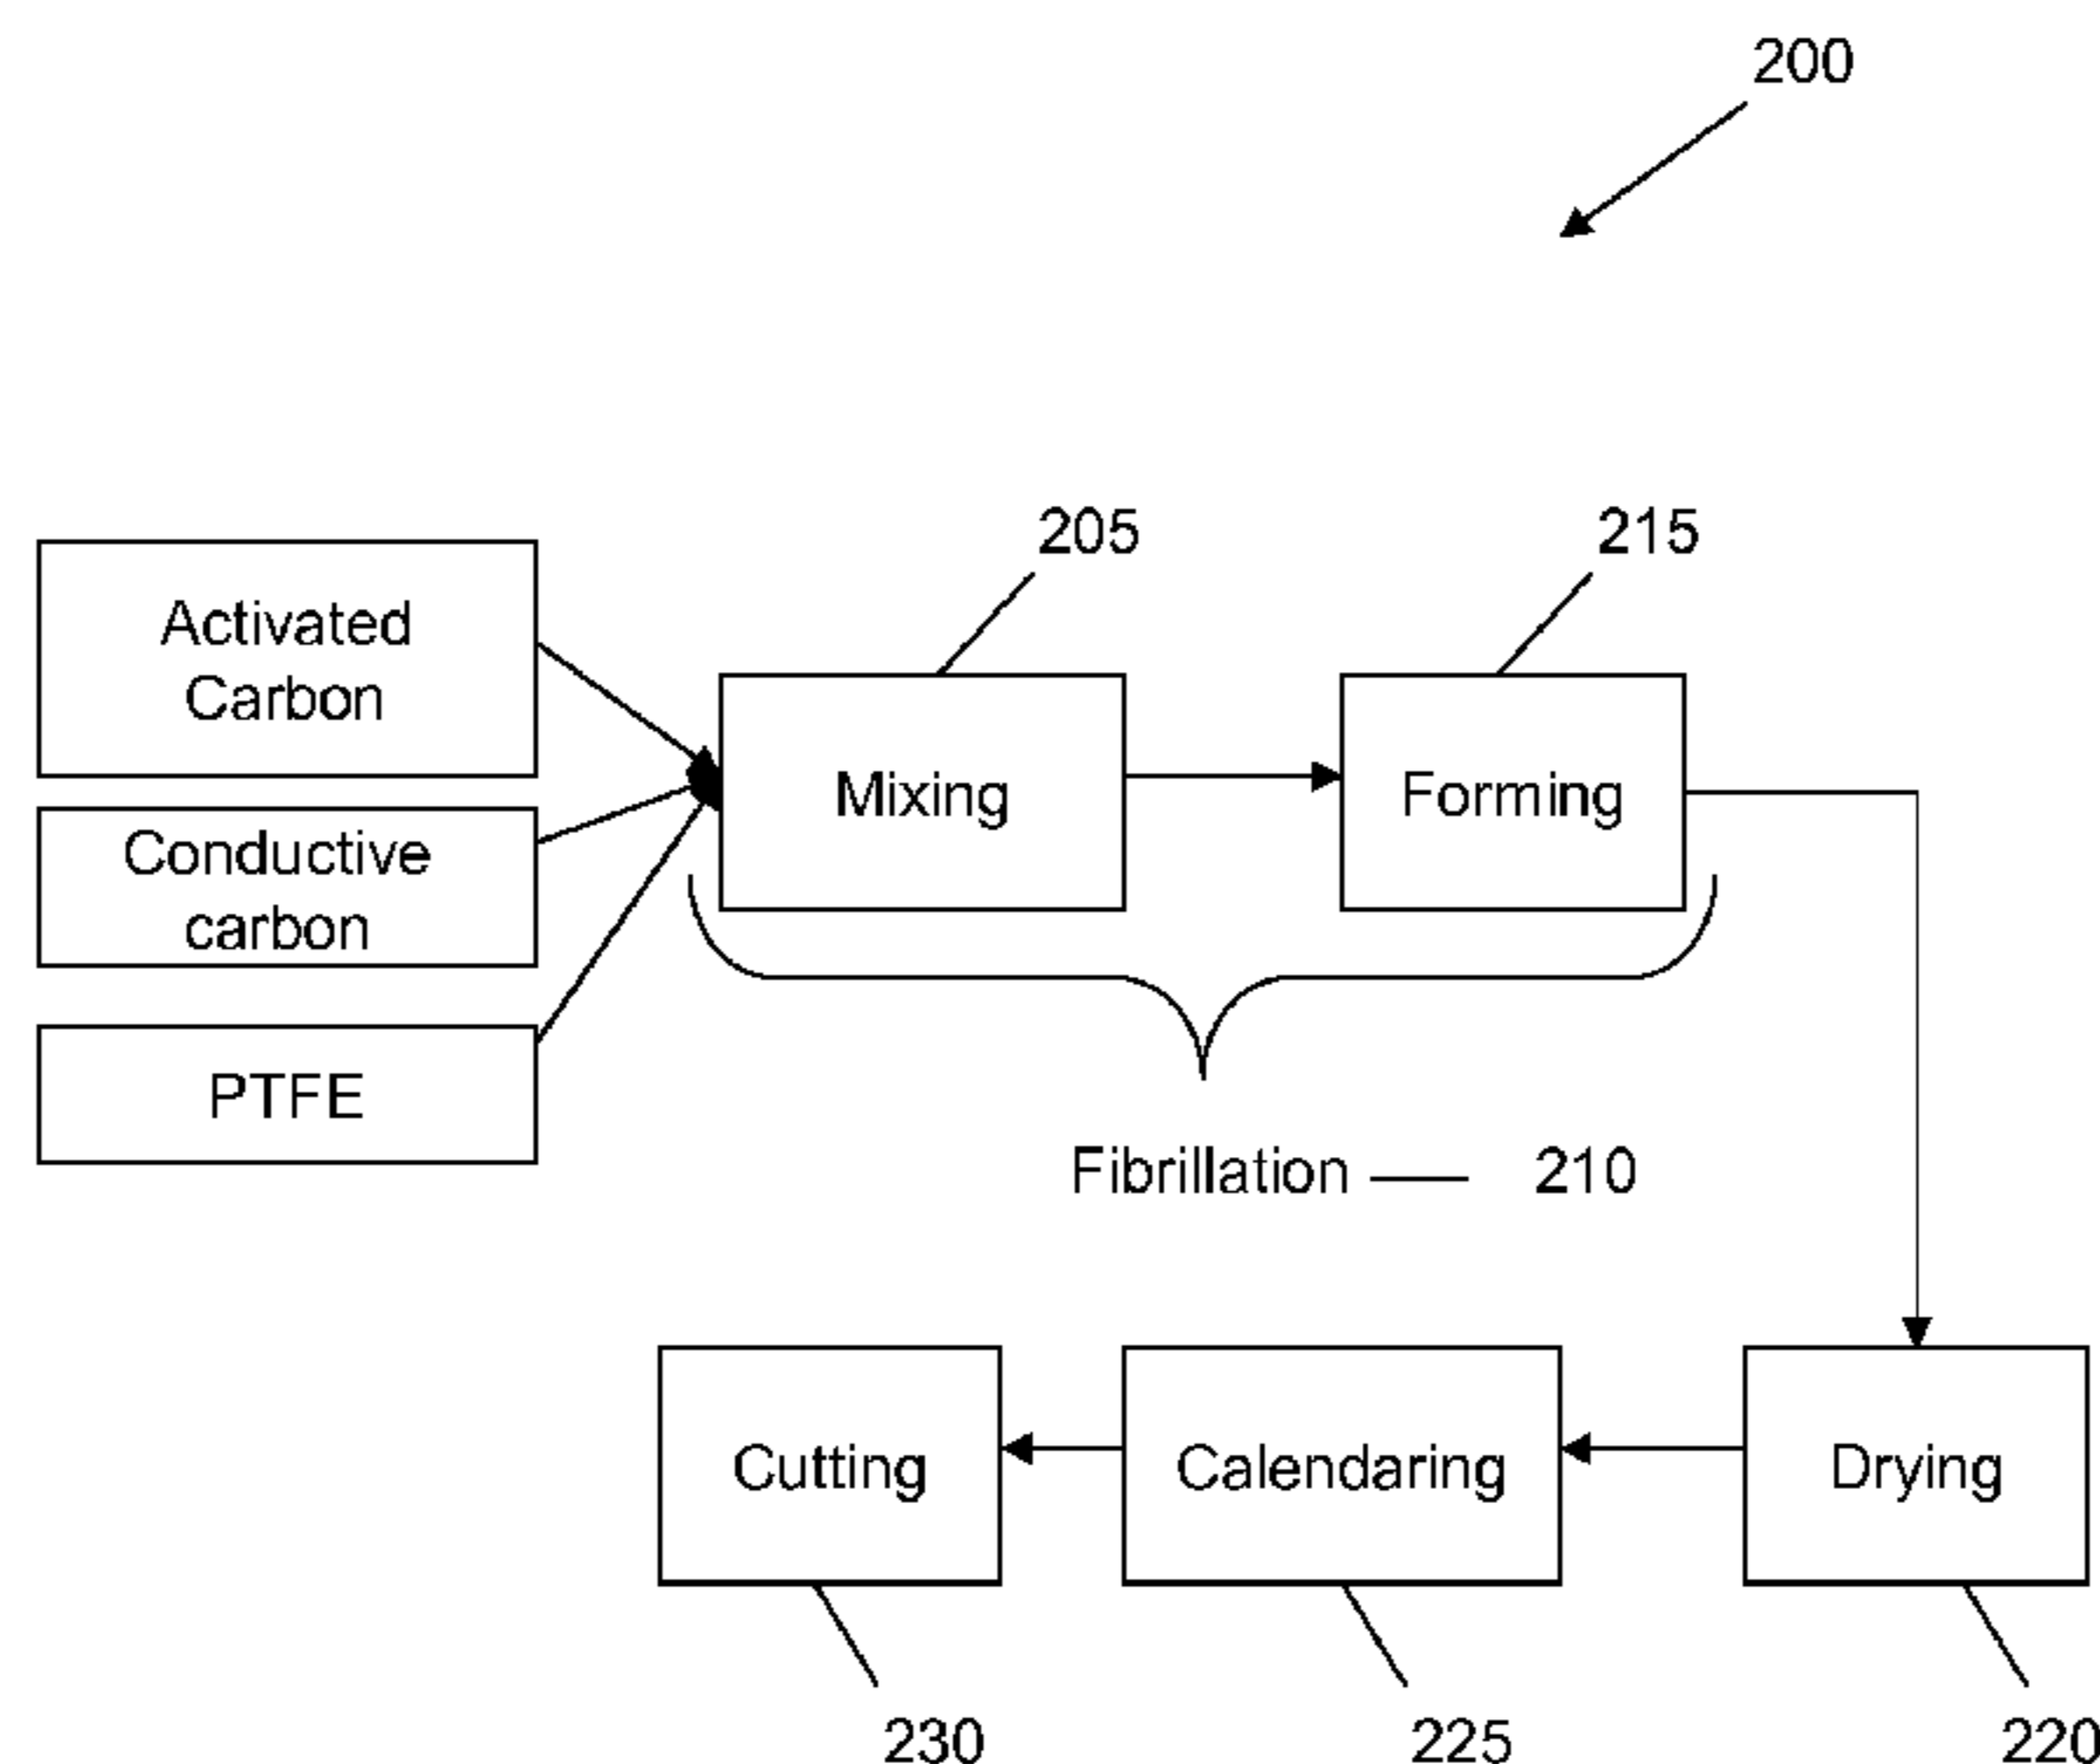 200
205
215
Activated
Carbon
Conductive
carbon
PTFE
Mixing
Forming
Fibrillation — 210
Cutting
Calendaring
Drying
230
225
220